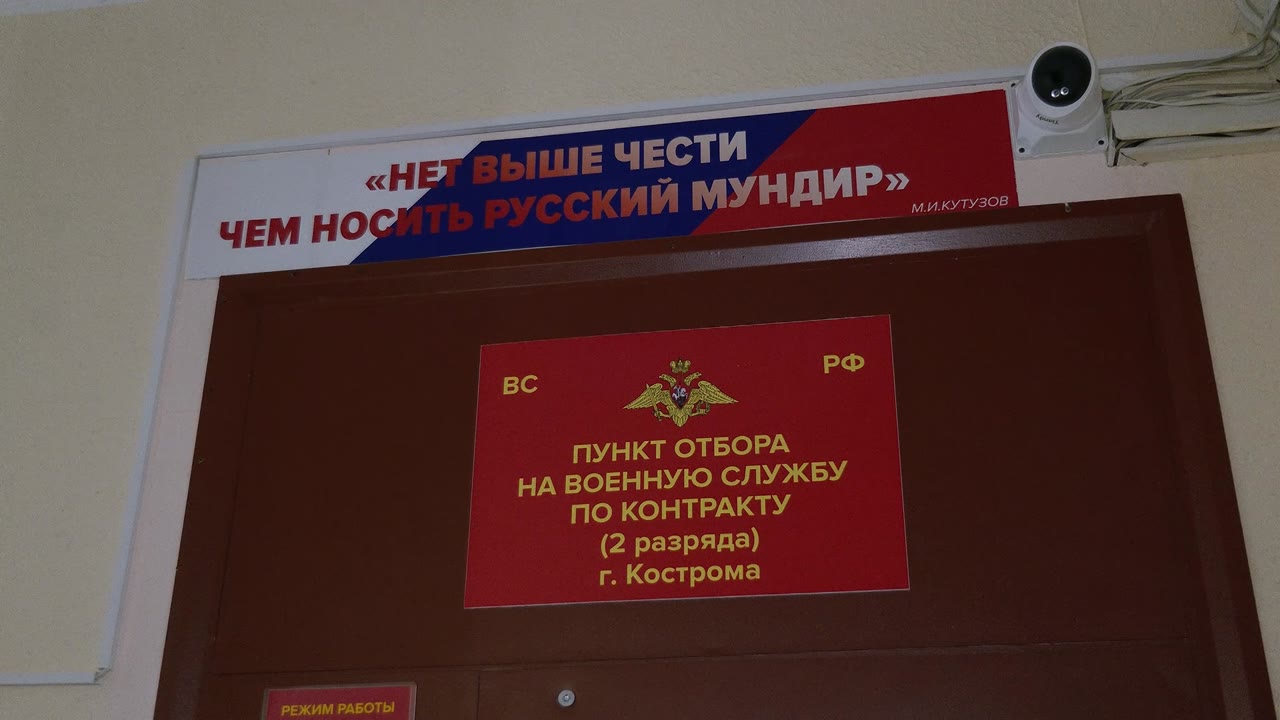 «НЕТ ВЫШЕ ЧЕСТИ
ЧЕМ НОСИТЬ РУССКИЙ МУНДИР»
М.И.КУТУЗОВ
ВС РФ
ПУНКТ ОТБОРА
НА ВОЕННУЮ СЛУЖБУ
ПО КОНТРАКТУ
(2 разряда)
г. Кострома
РЕЖИМ РАБОТЫ